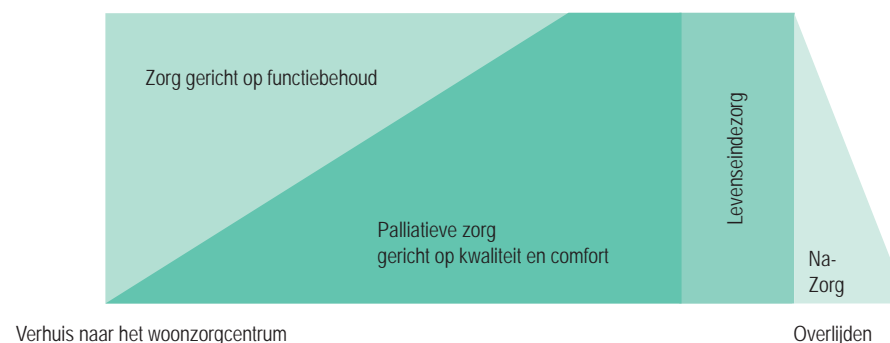 Zorg gericht op functiebehoud
Palliatieve zorg
gericht op kwaliteit en comfort
Levenseindezorg
Na-
Zorg
Verhuis naar het woonzorgcentrum
Overlijden